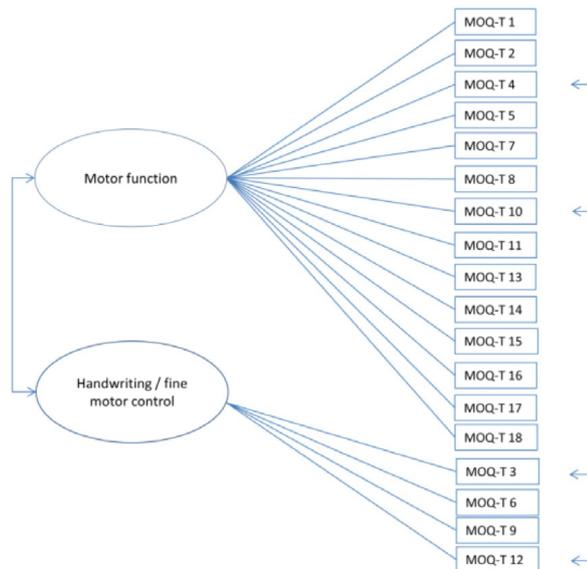 MOQ-T 1
MOQ-T 2
MOQ-T 4
MOQ-T 5
MOQ-T 7
Motor function
MOQ-T 8
MOQ-T 10
MOQ-T 11
MOQ-T 13
MOQ-T 14
MOQ-T 15
MOQ-T 16
Handwriting / fine
motor control
MOQ-T 17
MOQ-T 18
MOQ-T 3
MOQ-T 6
MOQ-T 9
MOQ-T 12